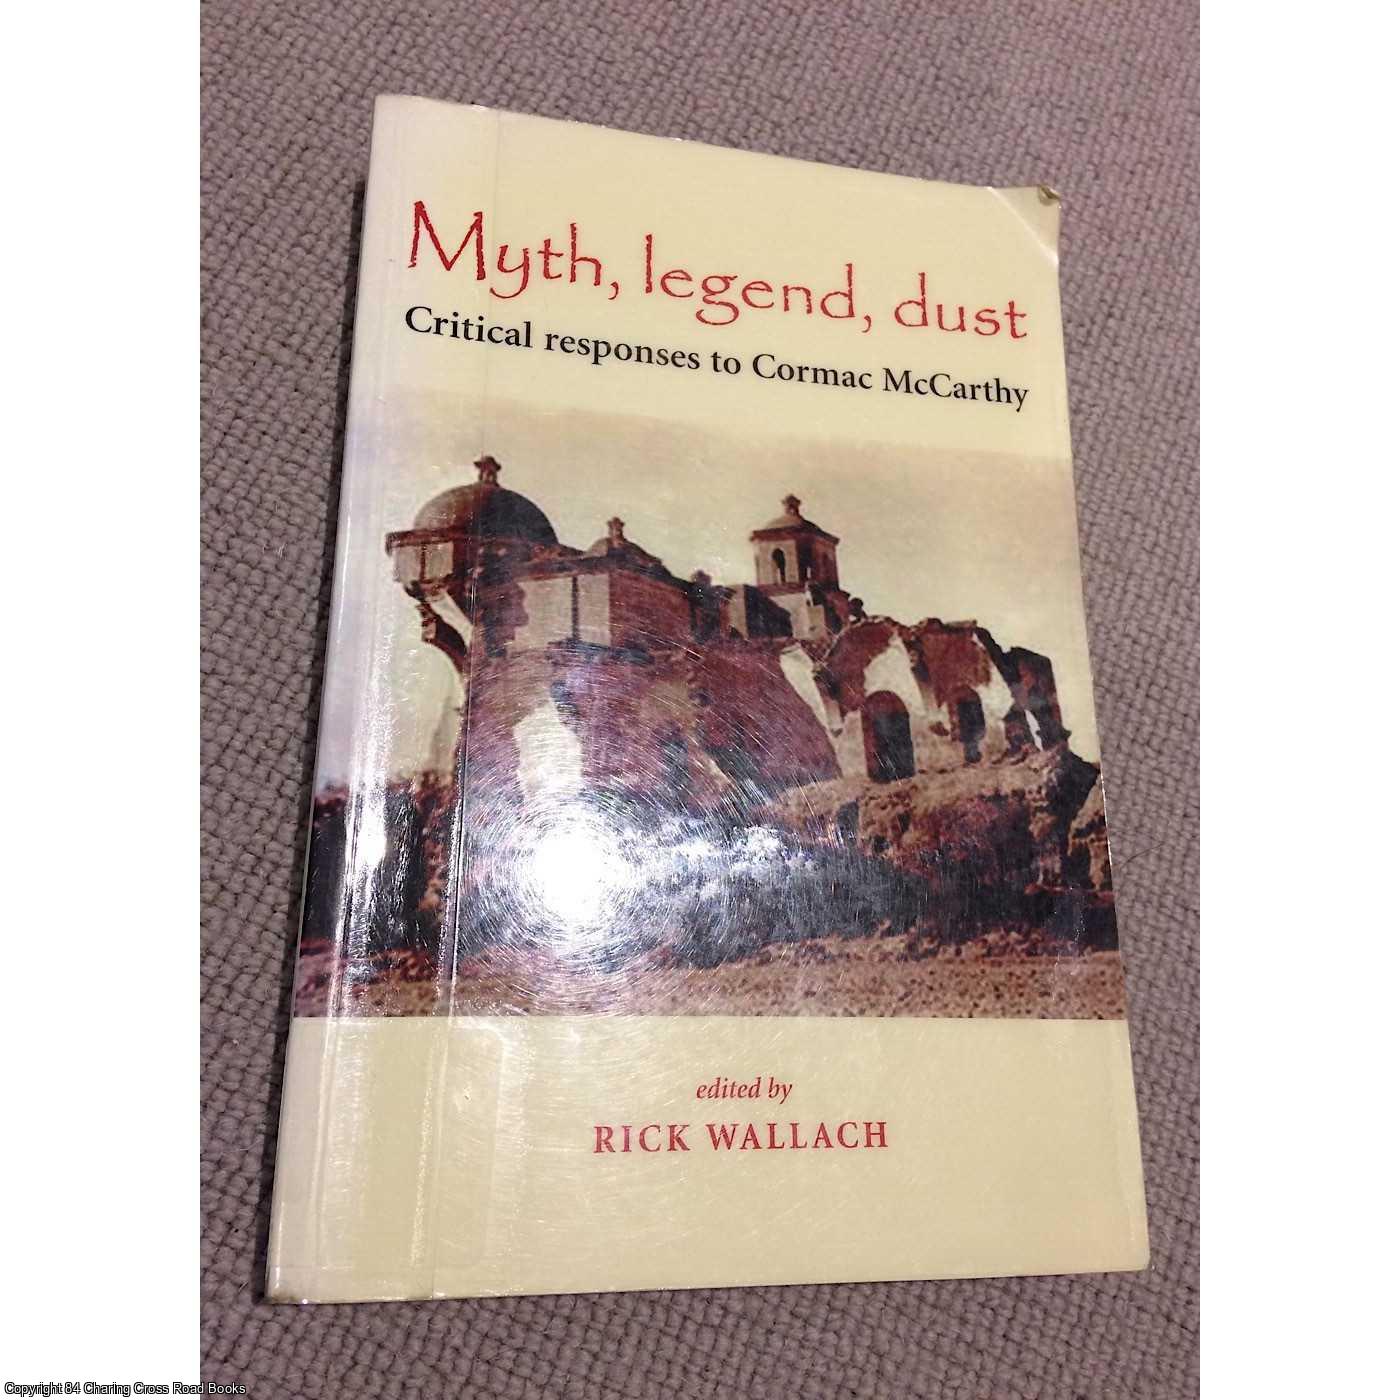 Myth, legend, dust
Critical responses to Cormac McCarthy
edited by
RICK WALLACH
Copyright 84 Charing Cross Road Books